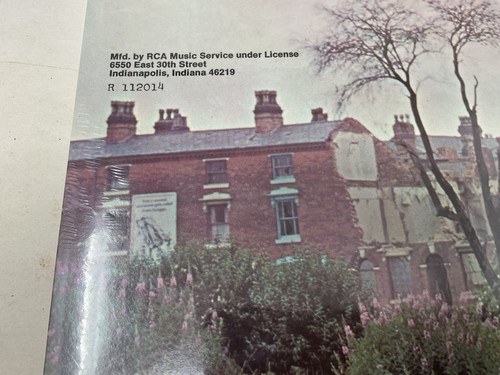 Mfd. by RCA Music Service under License
6550 East 30th Street
Indianapolis, Indiana 46219
R 112014